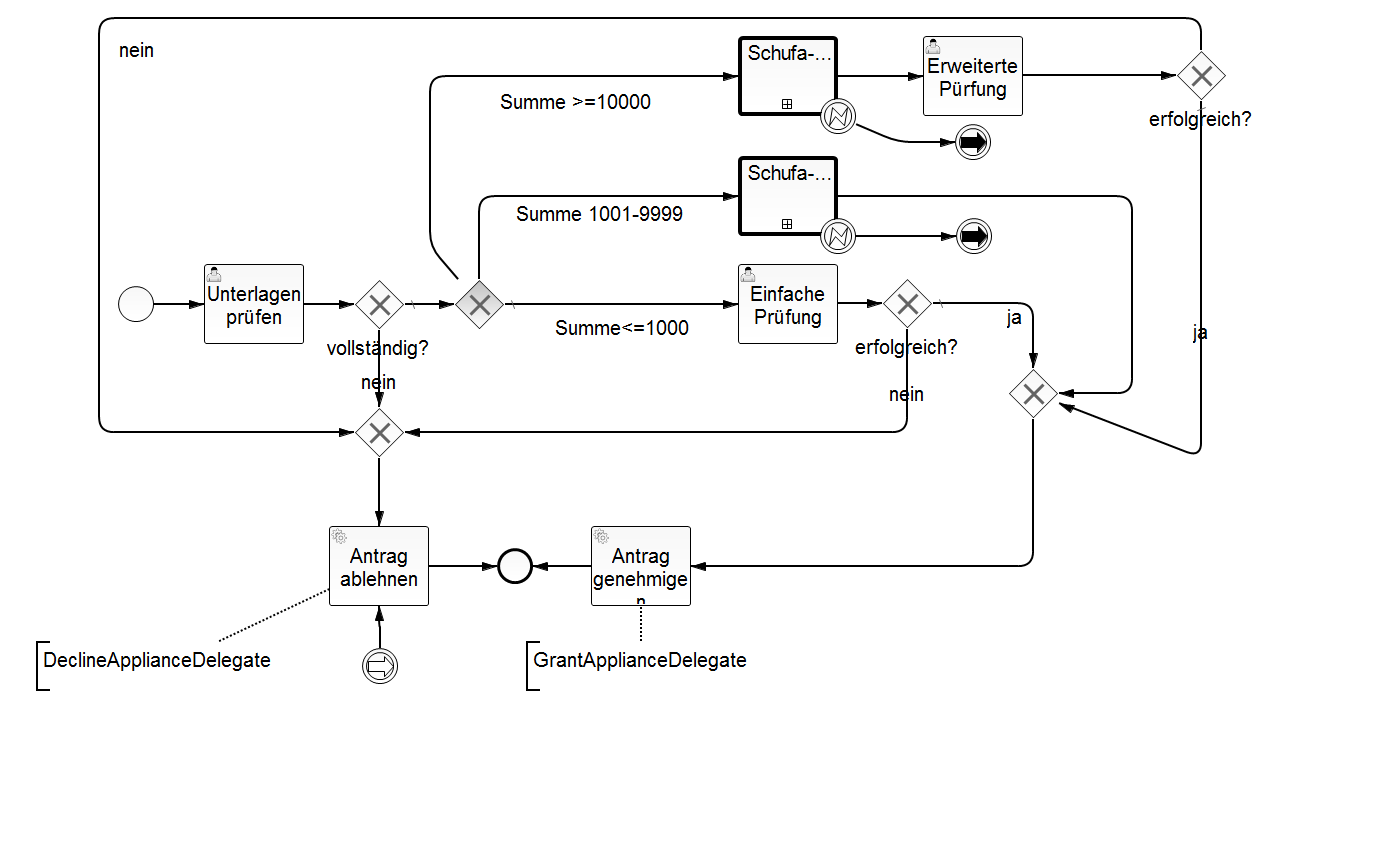 nein
Schufa-...
Erweiterte
Pürfung
Summe >=10000
erfolgreich?
Schufa-...
Summe 1001-9999
Unterlagen
prüfen
Einfache
Prüfung
Summe<=1000
ja
ja
vollständig?
erfolgreich?
nein
nein
Antrag
ablehnen
Antrag
genehmige
n
DeclineApplianceDelegate
GrantApplianceDelegate